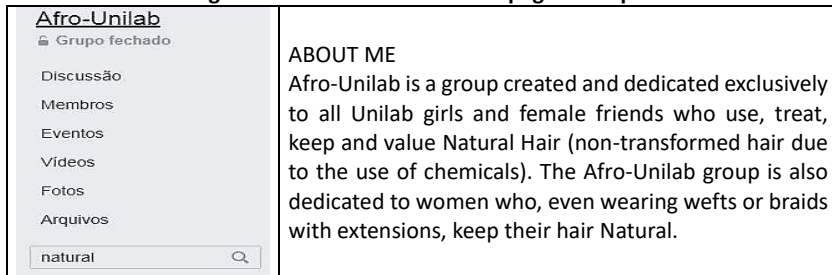 Afro-Unilab
Grupo fechado
Discussão
Membros
Eventos
Vídeos
Fotos
Arquivos
natural
ABOUT ME
Afro-Unilab is a group created and dedicated exclusively
to all Unilab girls and female friends who use, treat,
keep and value Natural Hair (non-transformed hair due
to the use of chemicals). The Afro-Unilab group is also
dedicated to women who, even wearing wefts or braids
with extensions, keep their hair Natural.